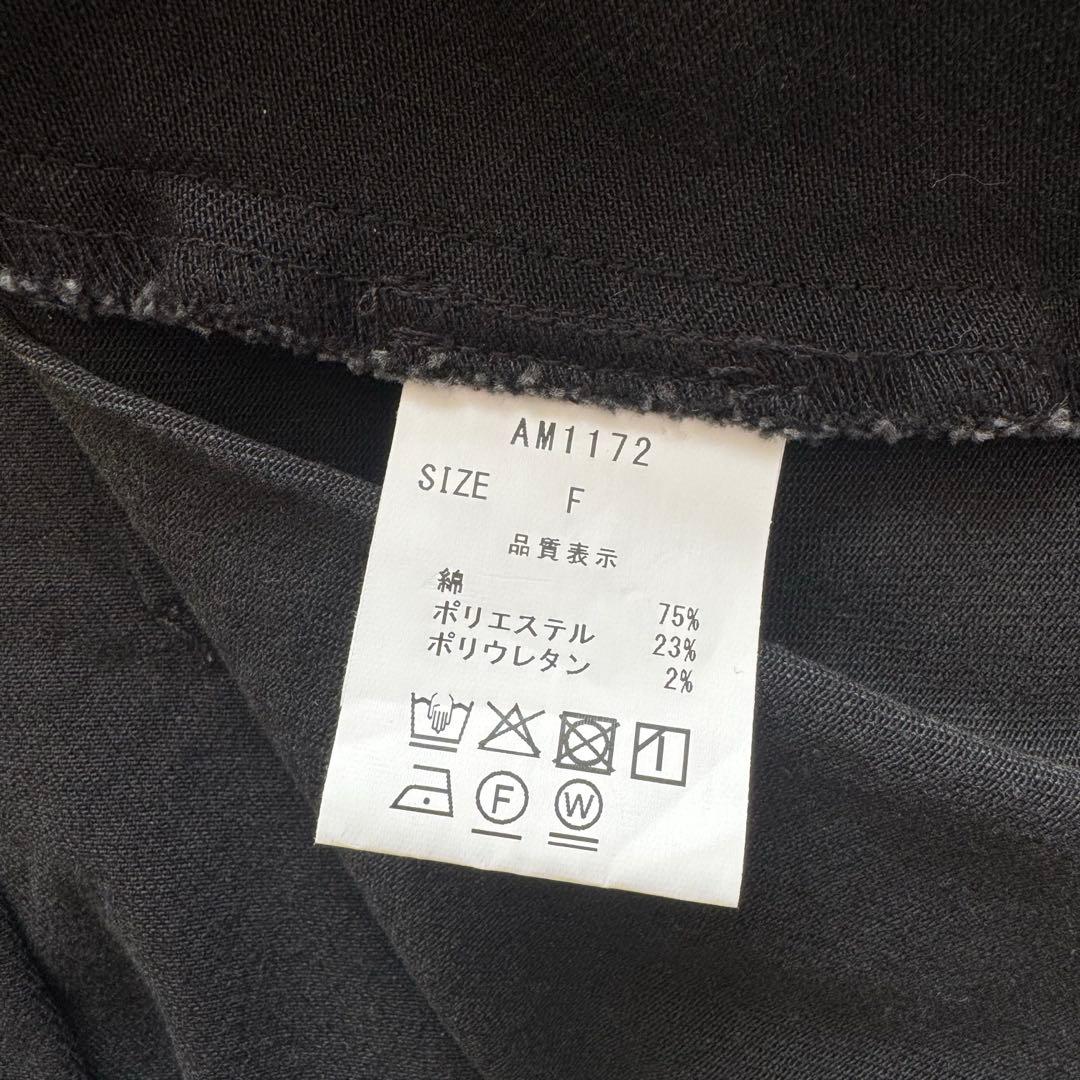 AM1172
SIZE F
品質表示
綿 75%
ポリエステル 23%
ポリウレタン 2%
F W